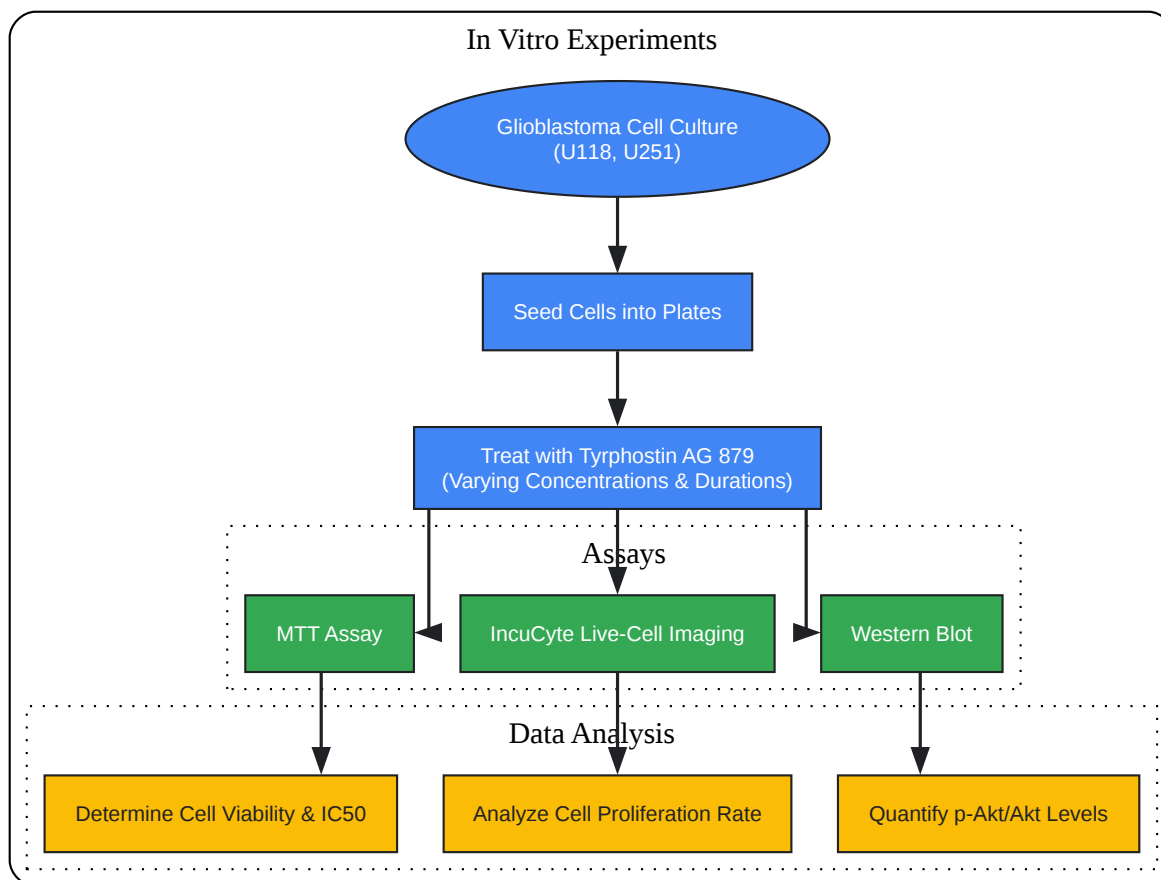 In Vitro Experiments
Glioblastoma Cell Culture
(U118, U251)
Seed Cells into Plates
Treat with Tyrphostin AG 879
(Varying Concentrations & Durations)
Assays
MTT Assay
IncuCyte Live-Cell Imaging
Western Blot
Data Analysis
Determine Cell Viability & IC50
Analyze Cell Proliferation Rate
Quantify p-Akt/Akt Levels